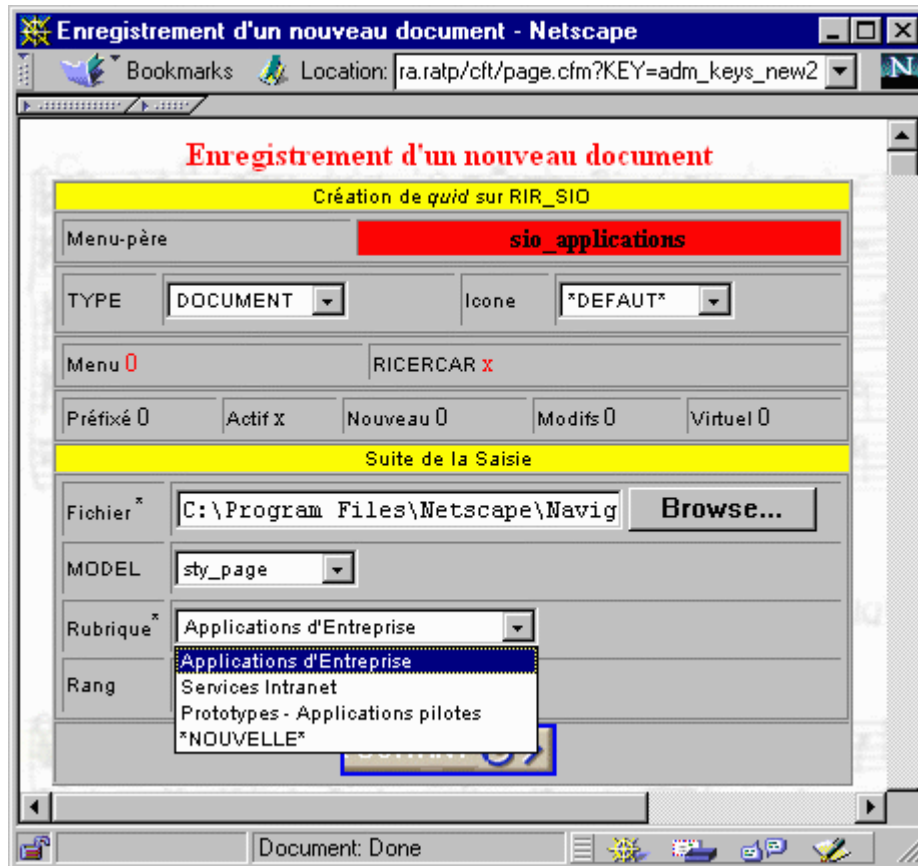 Enregistrement d'un nouveau document - Netscape
Bookmarks Location: ra.ratp/cft/page.cfm?KEY=adm_keys_new2 N
Enregistrement d'un nouveau document
Création de quid sur RIR_SIO
Menu-père sio_applications
TYPE DOCUMENT Icone *DEFAUT*
Menu 0 RICERCAR x
Préfixé 0 Actif x Nouveau 0 Modifs 0 Virtuel 0
Suite de la Saisie
Fichier* C:\Program Files\Netscape\Navig Browse...
MODEL sty_page
Rubrique* Applications d'Entreprise
Applications d'Entreprise
Rang Services Intranet
Prototypes - Applications pilotes
*NOUVELLE*
Document: Done